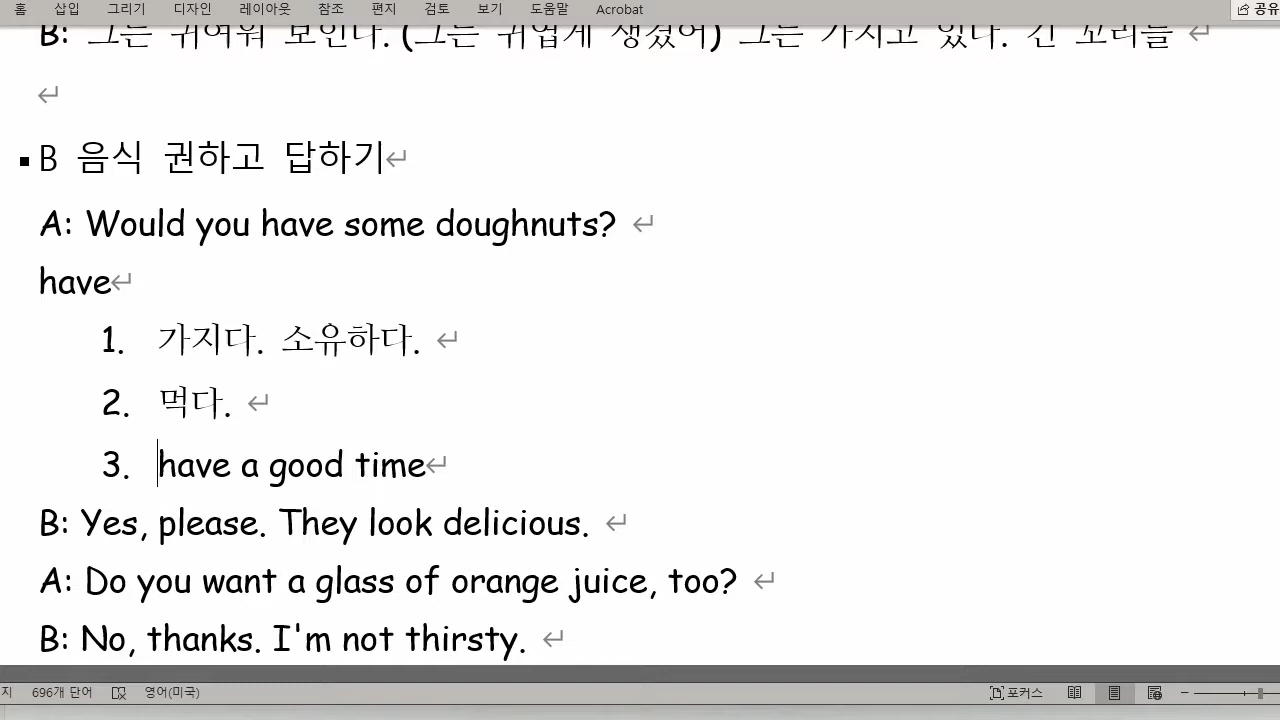 홈 삽입 그리기 디자인 레이아웃 참조 편지 검토 보기 도움말 Acrobat 공유
B: 그는 귀여워 보인다. (그는 귀엽게 생겼어) 그는 가지고 있다. 긴 꼬리를
B 음식 권하고 답하기
A: Would you have some doughnuts?
have
1. 가지다. 소유하다.
2. 먹다.
3. have a good time
B: Yes, please. They look delicious.
A: Do you want a glass of orange juice, too?
B: No, thanks. I'm not thirsty.
지 696개 단어 영어(미국) 포커스